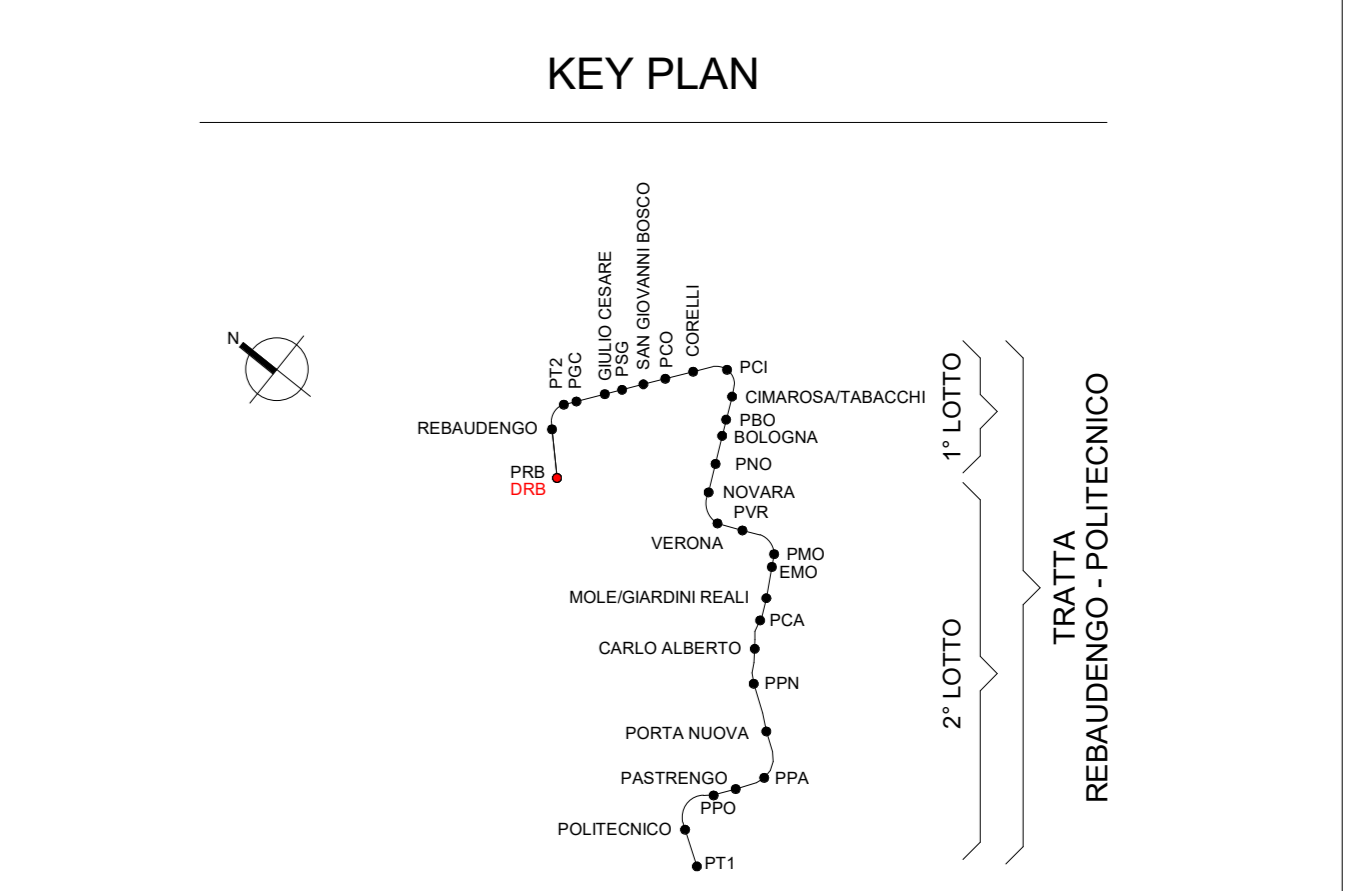 KEY PLAN
N
REBAUDENGO
PRB
DRB
PT2
PGC
GIULIO CESARE
PSG
SAN GIOVANNI BOSCO
PCO
CORELLI
PCI
CIMAROSA/TABACCHI
PBO
BOLOGNA
PNO
NOVARA
PVR
VERONA
PMO
EMO
MOLE/GIARDINI REALI
PCA
CARLO ALBERTO
PPN
PORTA NUOVA
PPA
PASTRENGO
PPO
POLITECNICO
PT1
1° LOTTO
2° LOTTO
TRATTA
REBAUDENGO - POLITECNICO